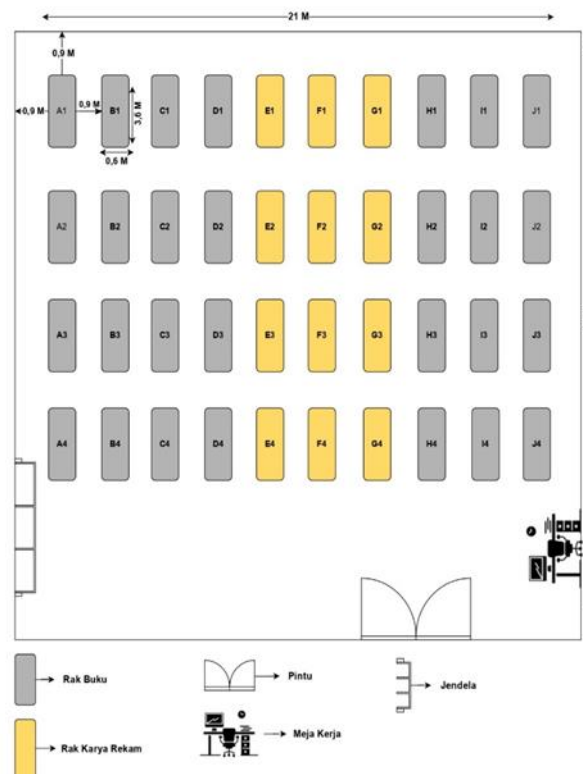 21 M
0,9 M
0,9 M A1 0,9 M B1 3,6 M C1 D1 E1 F1 G1 H1 I1 J1
0,6 M
A2 B2 C2 D2 E2 F2 G2 H2 I2 J2
A3 B3 C3 D3 E3 F3 G3 H3 I3 J3
A4 B4 C4 D4 E4 F4 G4 H4 I4 J4
Rak Buku
Pintu
Jendela
Rak Karya Rekam
Meja Kerja